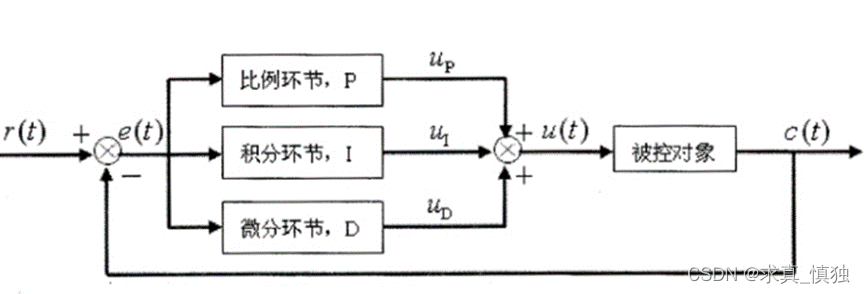 比例环节, P
u_P
r(t)
+
e(t)
−
积分环节, I
u_I
+
u(t)
+
被控对象
c(t)
微分环节, D
u_D
CSDN @求真_慎独